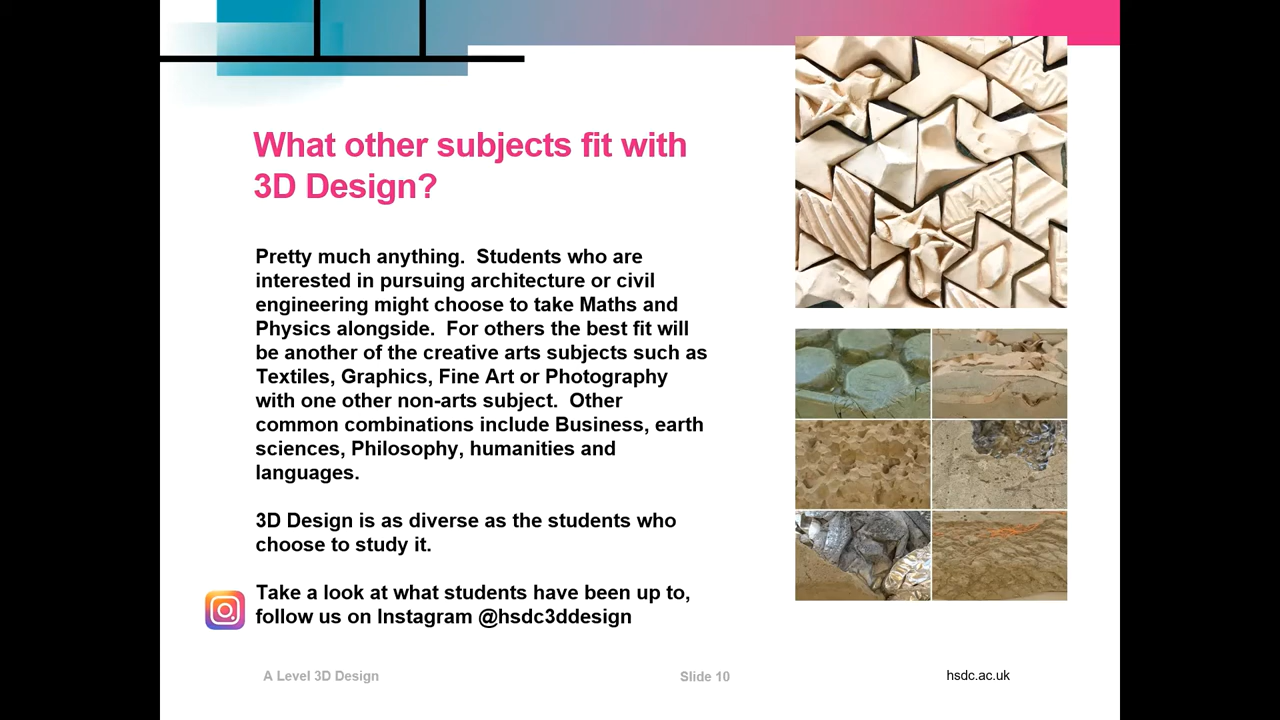 What other subjects fit with
3D Design?
Pretty much anything.  Students who are
interested in pursuing architecture or civil
engineering might choose to take Maths and
Physics alongside.  For others the best fit will
be another of the creative arts subjects such as
Textiles, Graphics, Fine Art or Photography
with one other non-arts subject.  Other
common combinations include Business, earth
sciences, Philosophy, humanities and
languages.
3D Design is as diverse as the students who
choose to study it.
Take a look at what students have been up to,
follow us on Instagram @hsdc3ddesign
A Level 3D Design
Slide 10
hsdc.ac.uk